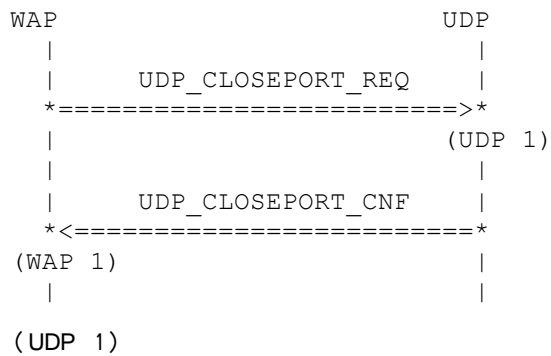 WAP UDP
| |
| UDP_CLOSEPORT_REQ |
*=========================>*
| (UDP 1)
| |
| UDP_CLOSEPORT_CNF |
*<=========================*
(WAP 1) |
| |
(UDP 1)